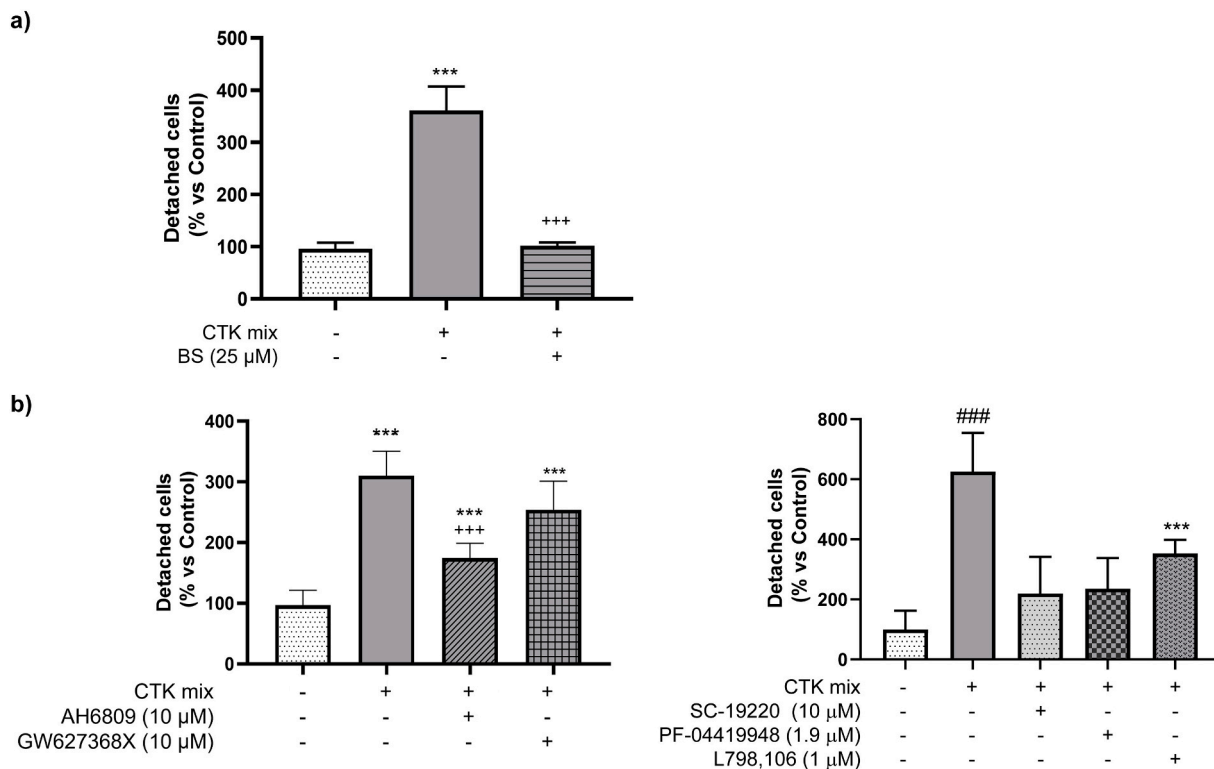 a)
Detached cells
(% vs Control)
500
400
300
200
100
0
***
+++
CTK mix - + +
BS (25 µM) - - +
b)
Detached cells
(% vs Control)
400
300
200
100
0
***
***
+++
***
CTK mix - + + +
AH6809 (10 µM) - - + -
GW627368X (10 µM) - - - +
Detached cells
(% vs Control)
800
600
400
200
0
###
***
CTK mix - + + + +
SC-19220 (10 µM) - - + - -
PF-04419948 (1.9 µM) - - - + -
L798,106 (1 µM) - - - - +